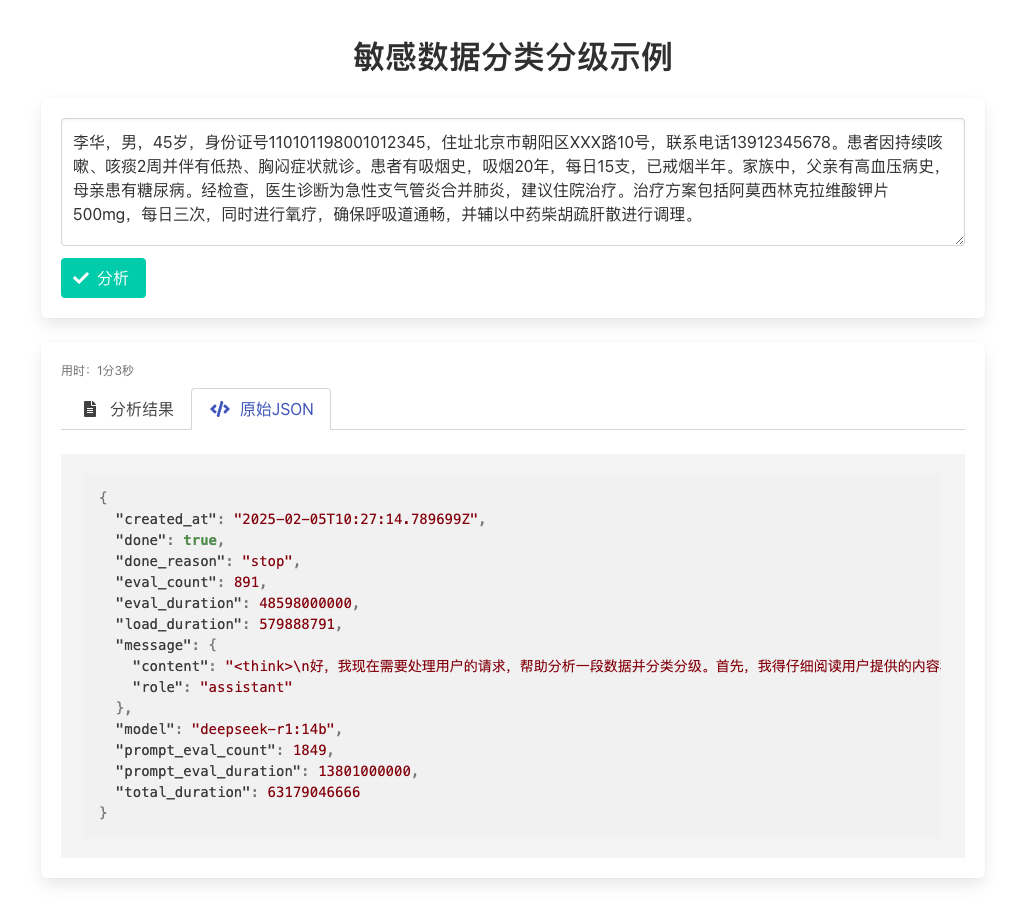 敏感数据分类分级示例
李华，男，45岁，身份证号110101198001012345，住址北京市朝阳区XXX路10号，联系电话13912345678。患者因持续咳
嗽、咳痰2周并伴有低热、胸闷症状就诊。患者有吸烟史，吸烟20年，每日15支，已戒烟半年。家族中，父亲有高血压病史，
母亲患有糖尿病。经检查，医生诊断为急性支气管炎合并肺炎，建议住院治疗。治疗方案包括阿莫西林克拉维酸钾片
500mg，每日三次，同时进行氧疗，确保呼吸道通畅，并辅以中药柴胡疏肝散进行调理。
分析
用时：1分3秒
分析结果
原始JSON
{
  "created_at": "2025-02-05T10:27:14.789699Z",
  "done": true,
  "done_reason": "stop",
  "eval_count": 891,
  "eval_duration": 48598000000,
  "load_duration": 579888791,
  "message": {
    "content": "<think>\n好，我现在需要处理用户的请求，帮助分析一段数据并分类分级。首先，我得仔细阅读用户提供的内容
    "role": "assistant"
  },
  "model": "deepseek-r1:14b",
  "prompt_eval_count": 1849,
  "prompt_eval_duration": 13801000000,
  "total_duration": 63179046666
}